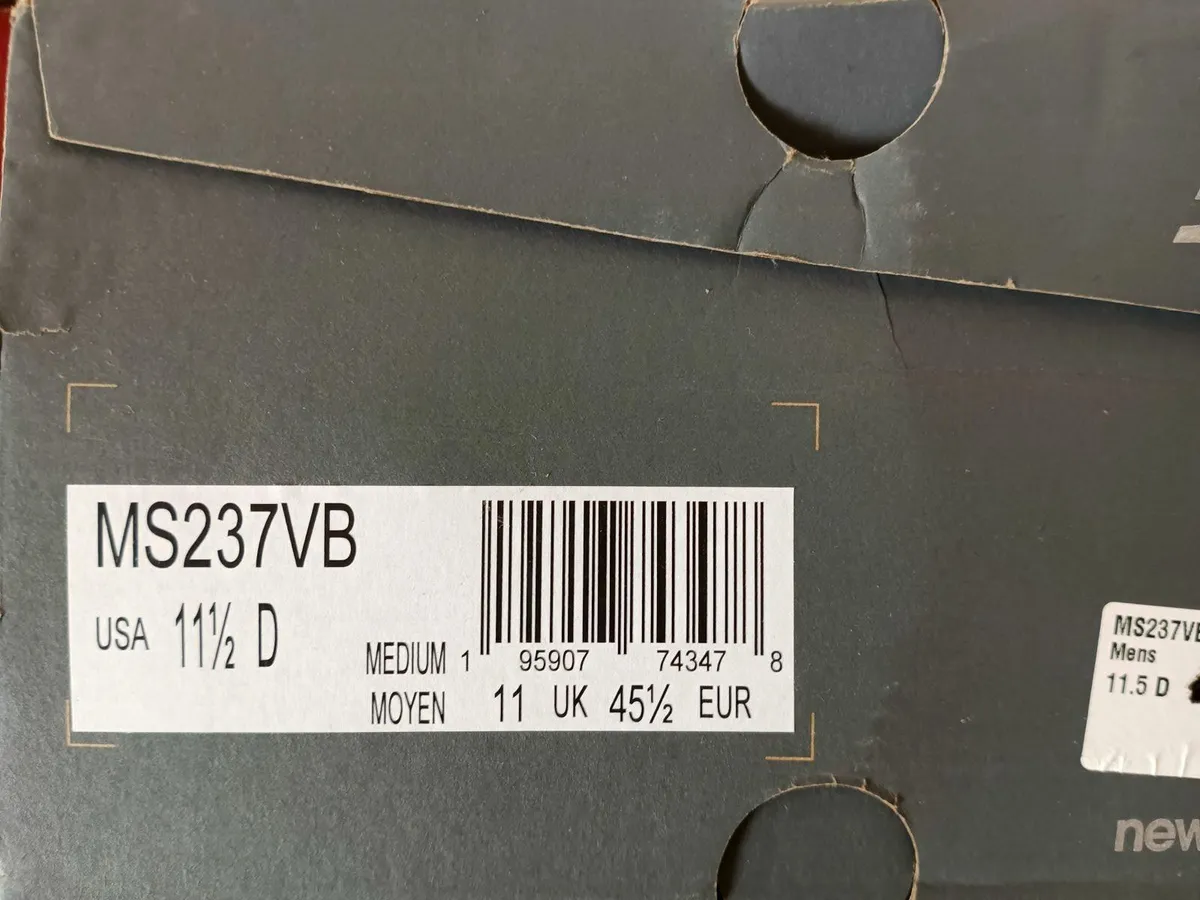 MS237VB
USA 11½ D
MEDIUM 1 95907 74347 8
MOYEN 11 UK 45½ EUR
MS237VB
Mens
11.5 D
new